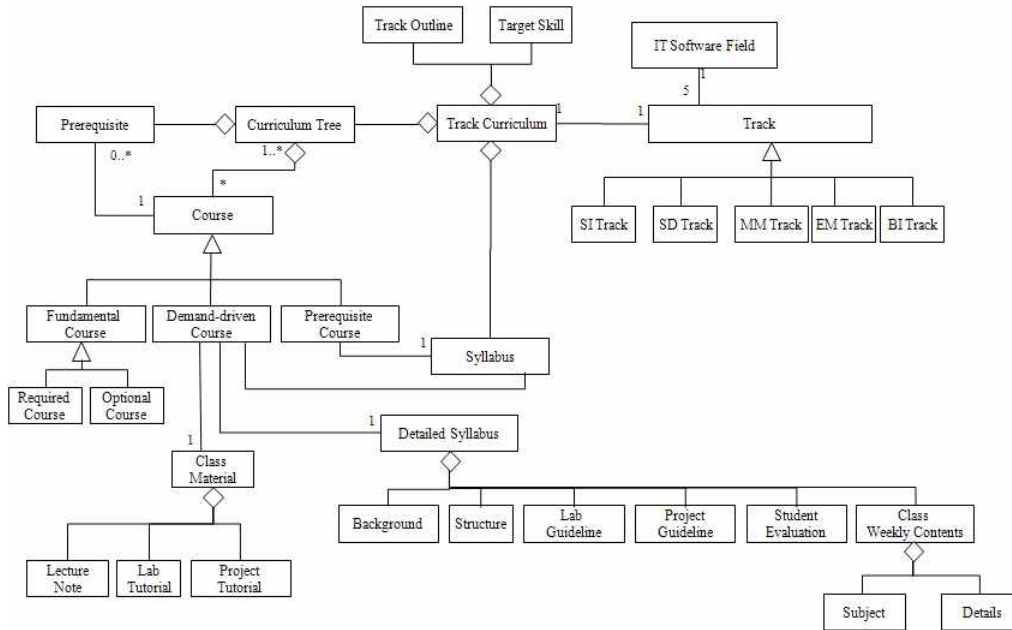 Track Outline
Target Skill
IT Software Field
1
5
Prerequisite
Curriculum Tree
Track Curriculum
1
1
Track
0..*
1..*
*
1
Course
SI Track
SD Track
MM Track
EM Track
BI Track
Fundamental
Course
Demand-driven
Course
Prerequisite
Course
1
Syllabus
Required
Course
Optional
Course
1
Detailed Syllabus
1
Class
Material
Background
Structure
Lab
Guideline
Project
Guideline
Student
Evaluation
Class
Weekly Contents
Lecture
Note
Lab
Tutorial
Project
Tutorial
Subject
Details